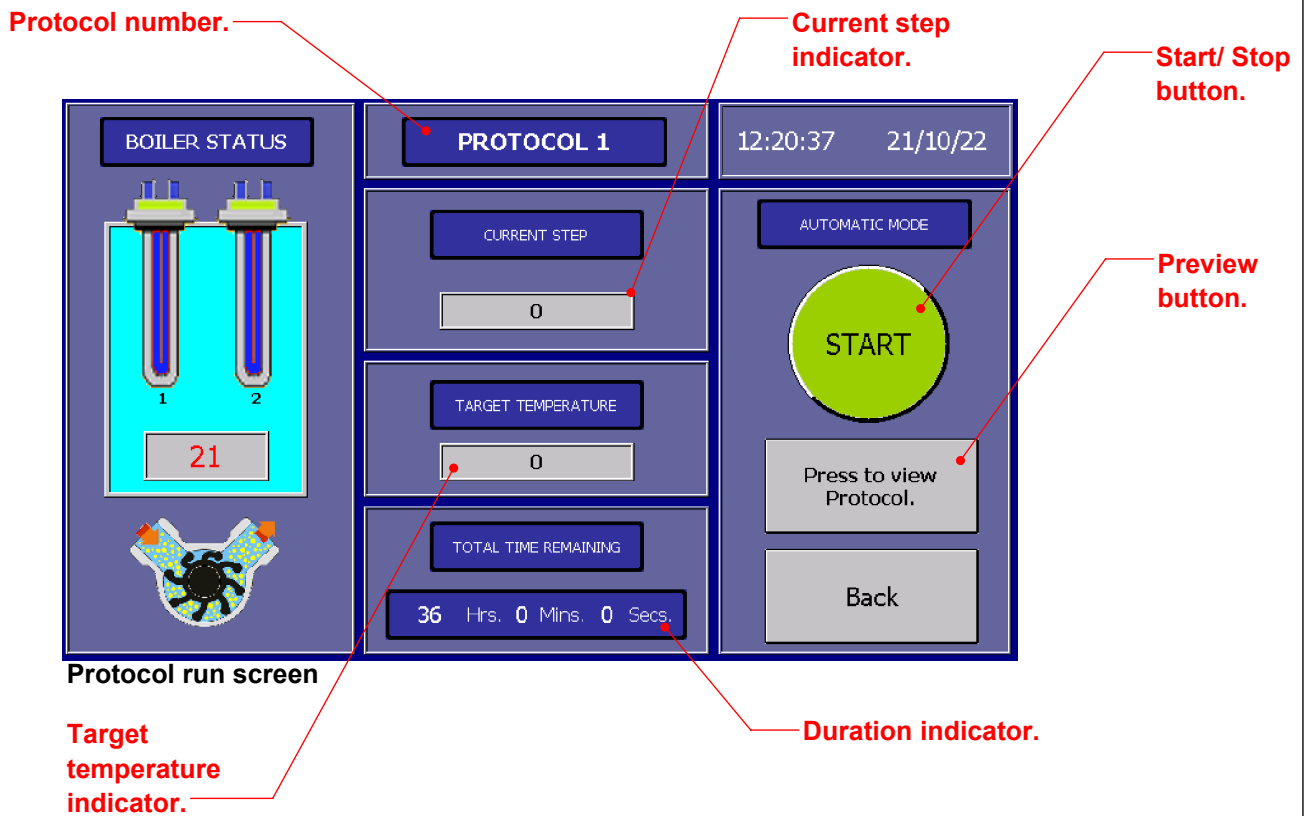 Protocol number.
Current step
indicator.
Start/ Stop
button.
BOILER STATUS
PROTOCOL 1
12:20:37 21/10/22
CURRENT STEP
0
AUTOMATIC MODE
START
Preview
button.
1 2
21
TARGET TEMPERATURE
0
Press to view
Protocol.
TOTAL TIME REMAINING
36 Hrs. 0 Mins. 0 Secs.
Back
Protocol run screen
Target
temperature
indicator.
Duration indicator.